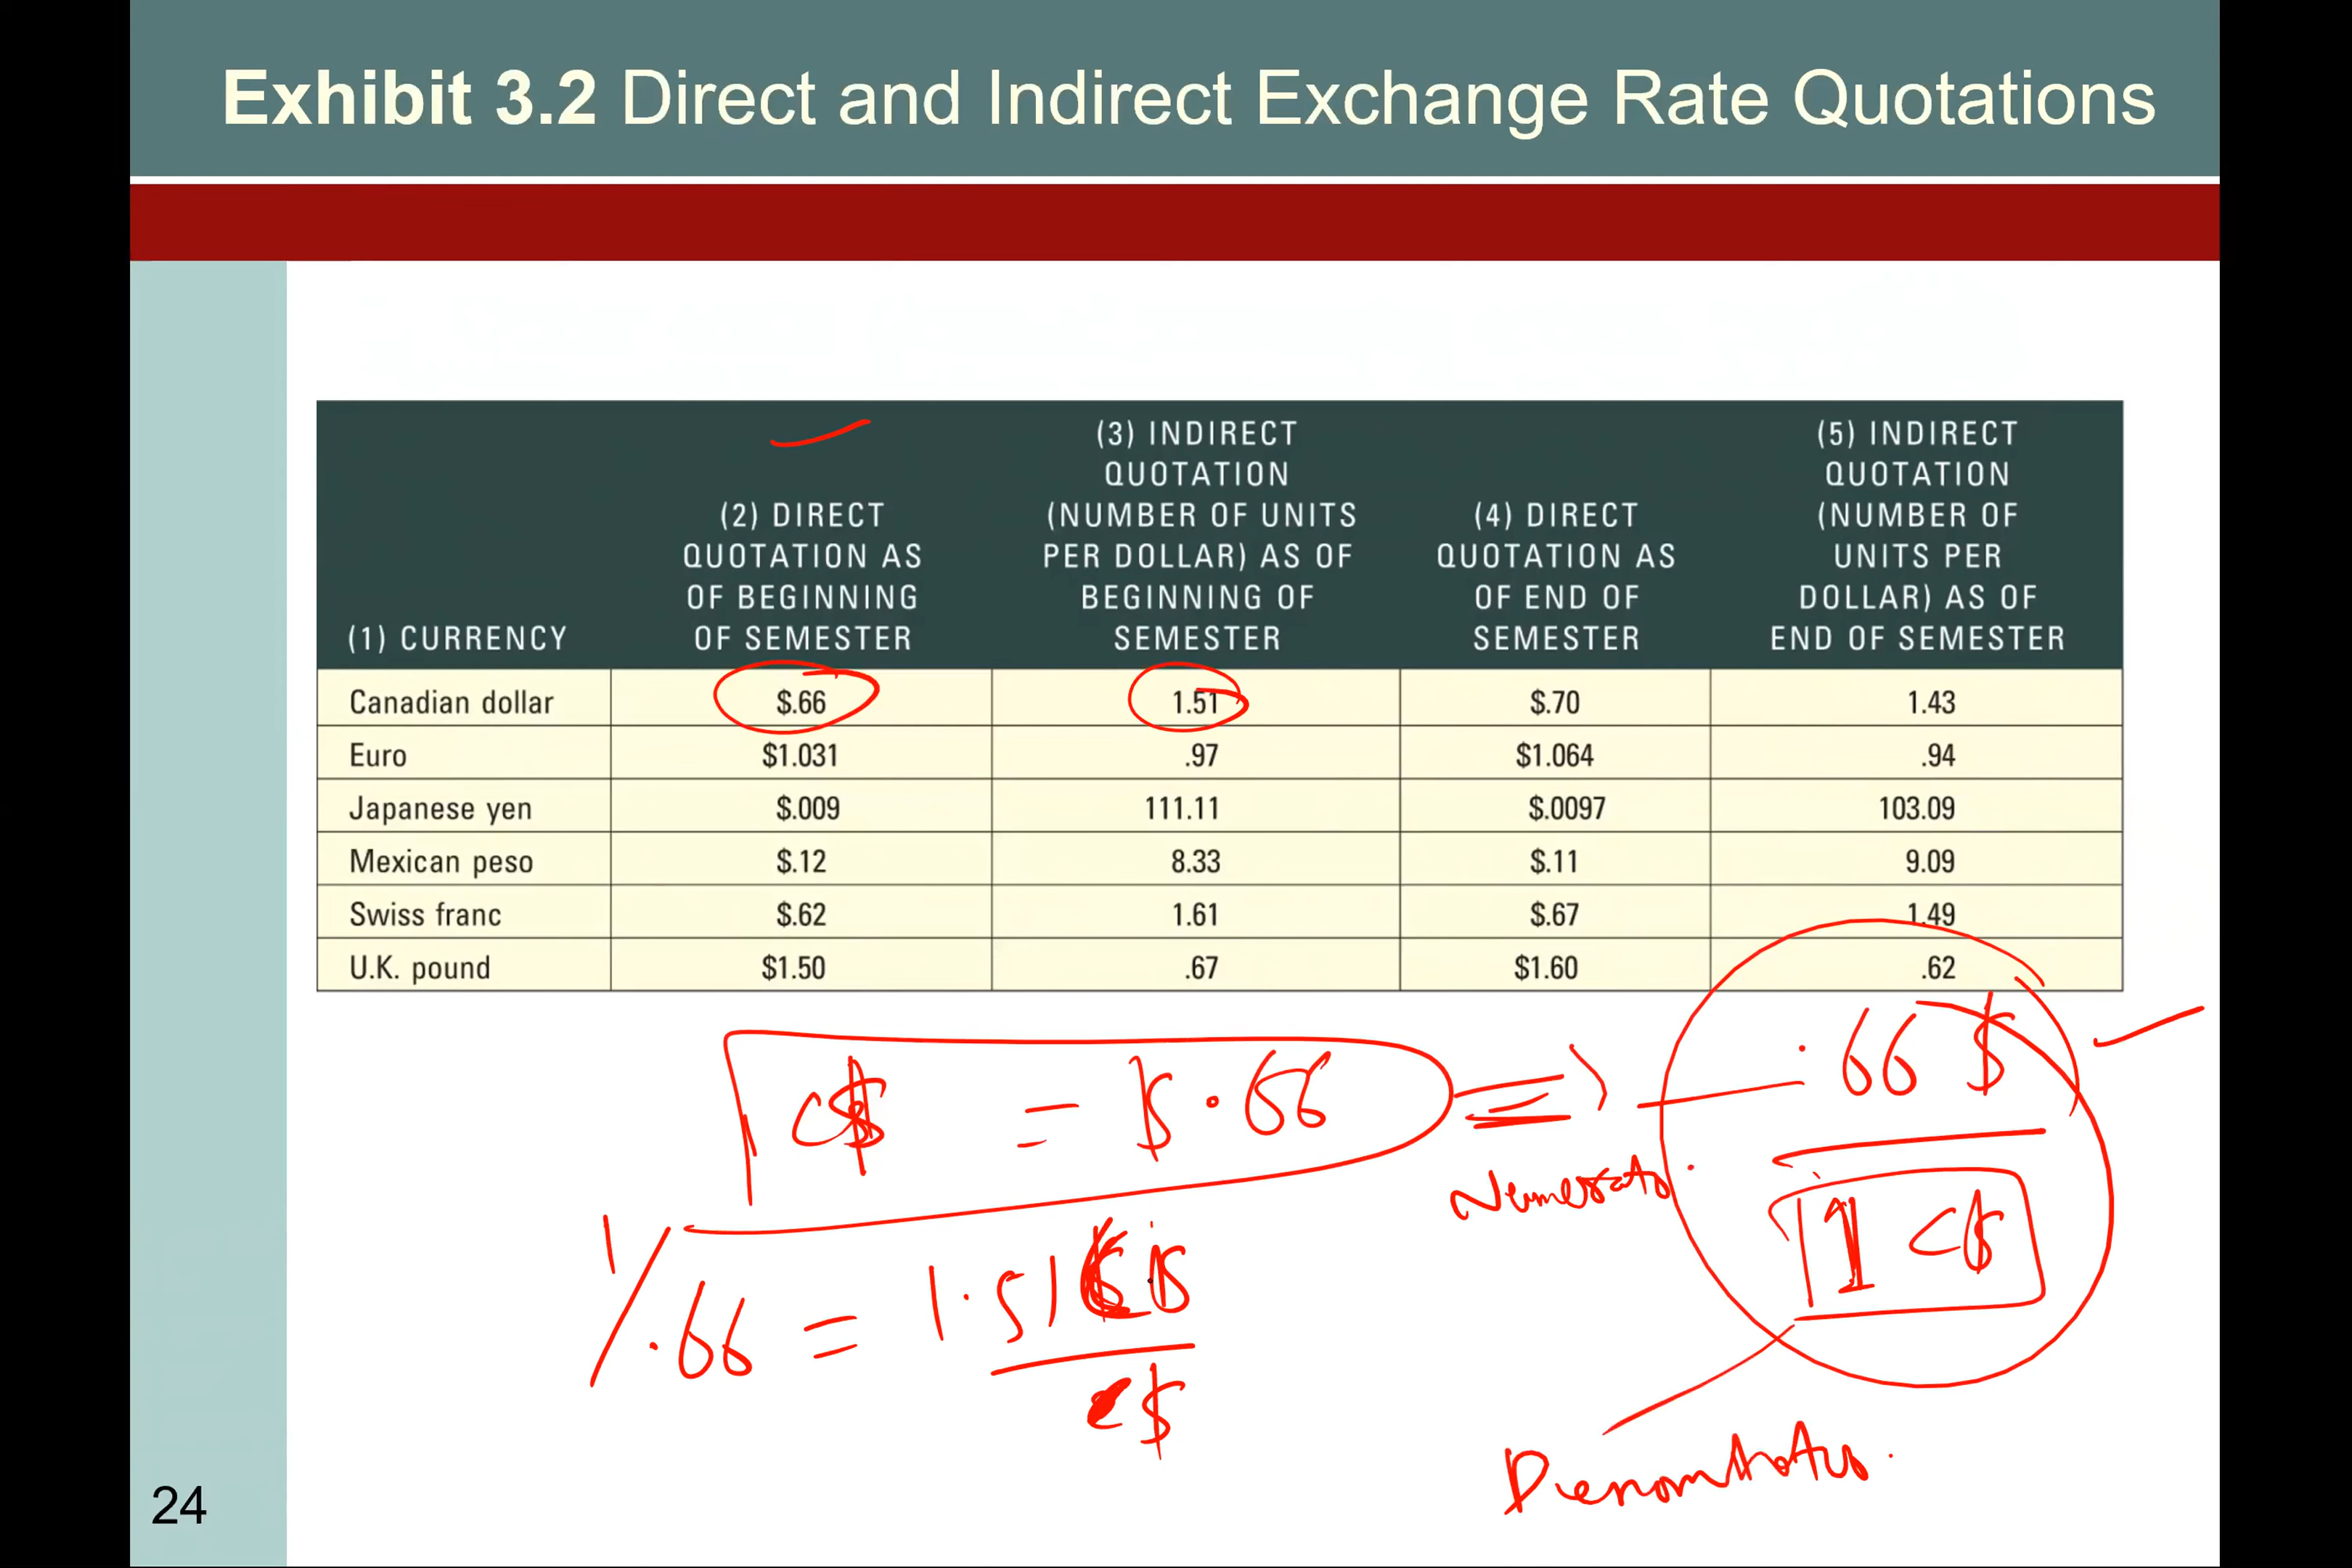 Exhibit 3.2 Direct and Indirect Exchange Rate Quotations
(1) CURRENCY
(2) DIRECT
QUOTATION AS
OF BEGINNING
OF SEMESTER
(3) INDIRECT
QUOTATION
(NUMBER OF UNITS
PER DOLLAR) AS OF
BEGINNING OF
SEMESTER
(4) DIRECT
QUOTATION AS
OF END OF
SEMESTER
(5) INDIRECT
QUOTATION
(NUMBER OF
UNITS PER
DOLLAR) AS OF
END OF SEMESTER
Canadian dollar $.66 1.51 $.70 1.43
Euro $1.031 .97 $1.064 .94
Japanese yen $.009 111.11 $.0097 103.09
Mexican peso $.12 8.33 $.11 9.09
Swiss franc $.62 1.61 $.67 1.49
U.K. pound $1.50 .67 $1.60 .62
C$ = $.66 => .66 $
1 C$
1/.66 = 1.51
$
24